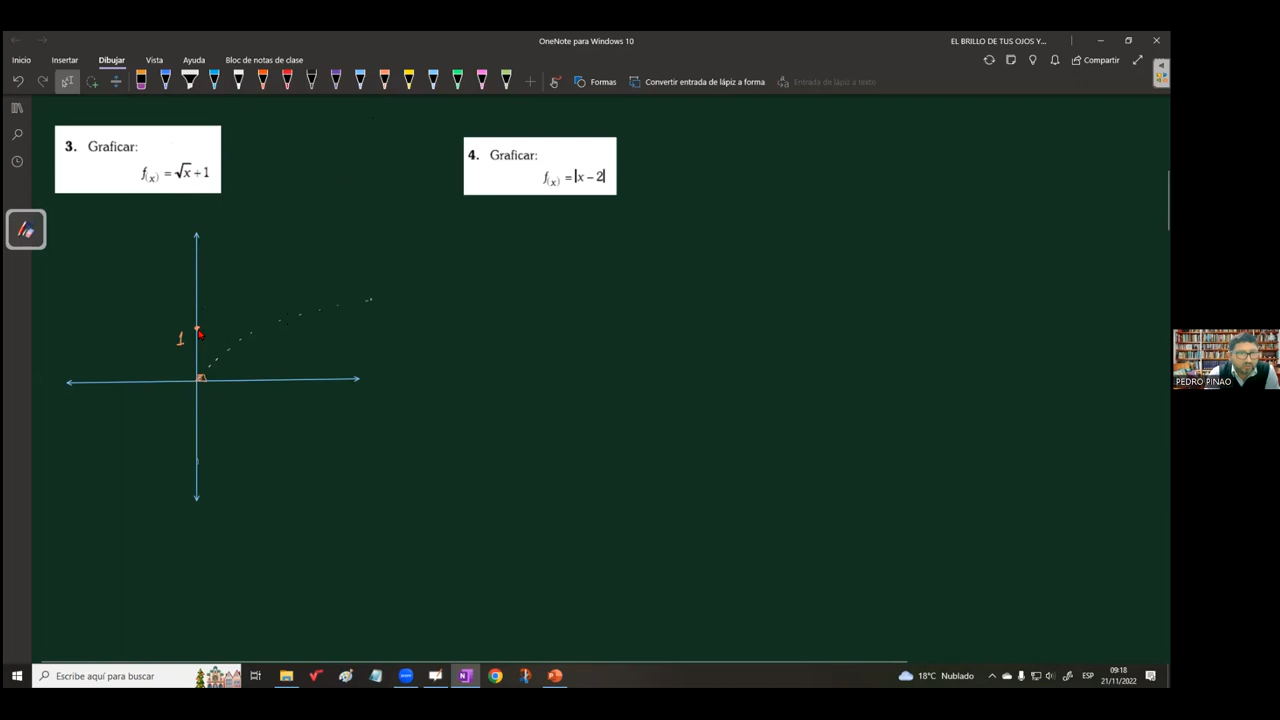 OneNote para Windows 10
EL BRILLO DE TUS OJOS Y...
Inicio
Insertar
Dibujar
Vista
Ayuda
Bloc de notas de clase
Compartir
Formas
Convertir entrada de lápiz a forma
Entrada de lápiz a texto
3. Graficar:
f(x) = √x + 1
4. Graficar:
f(x) = |x − 2|
1
PEDRO PINAO
Escribe aquí para buscar
18°C Nublado
ESP
09:18
21/11/2022